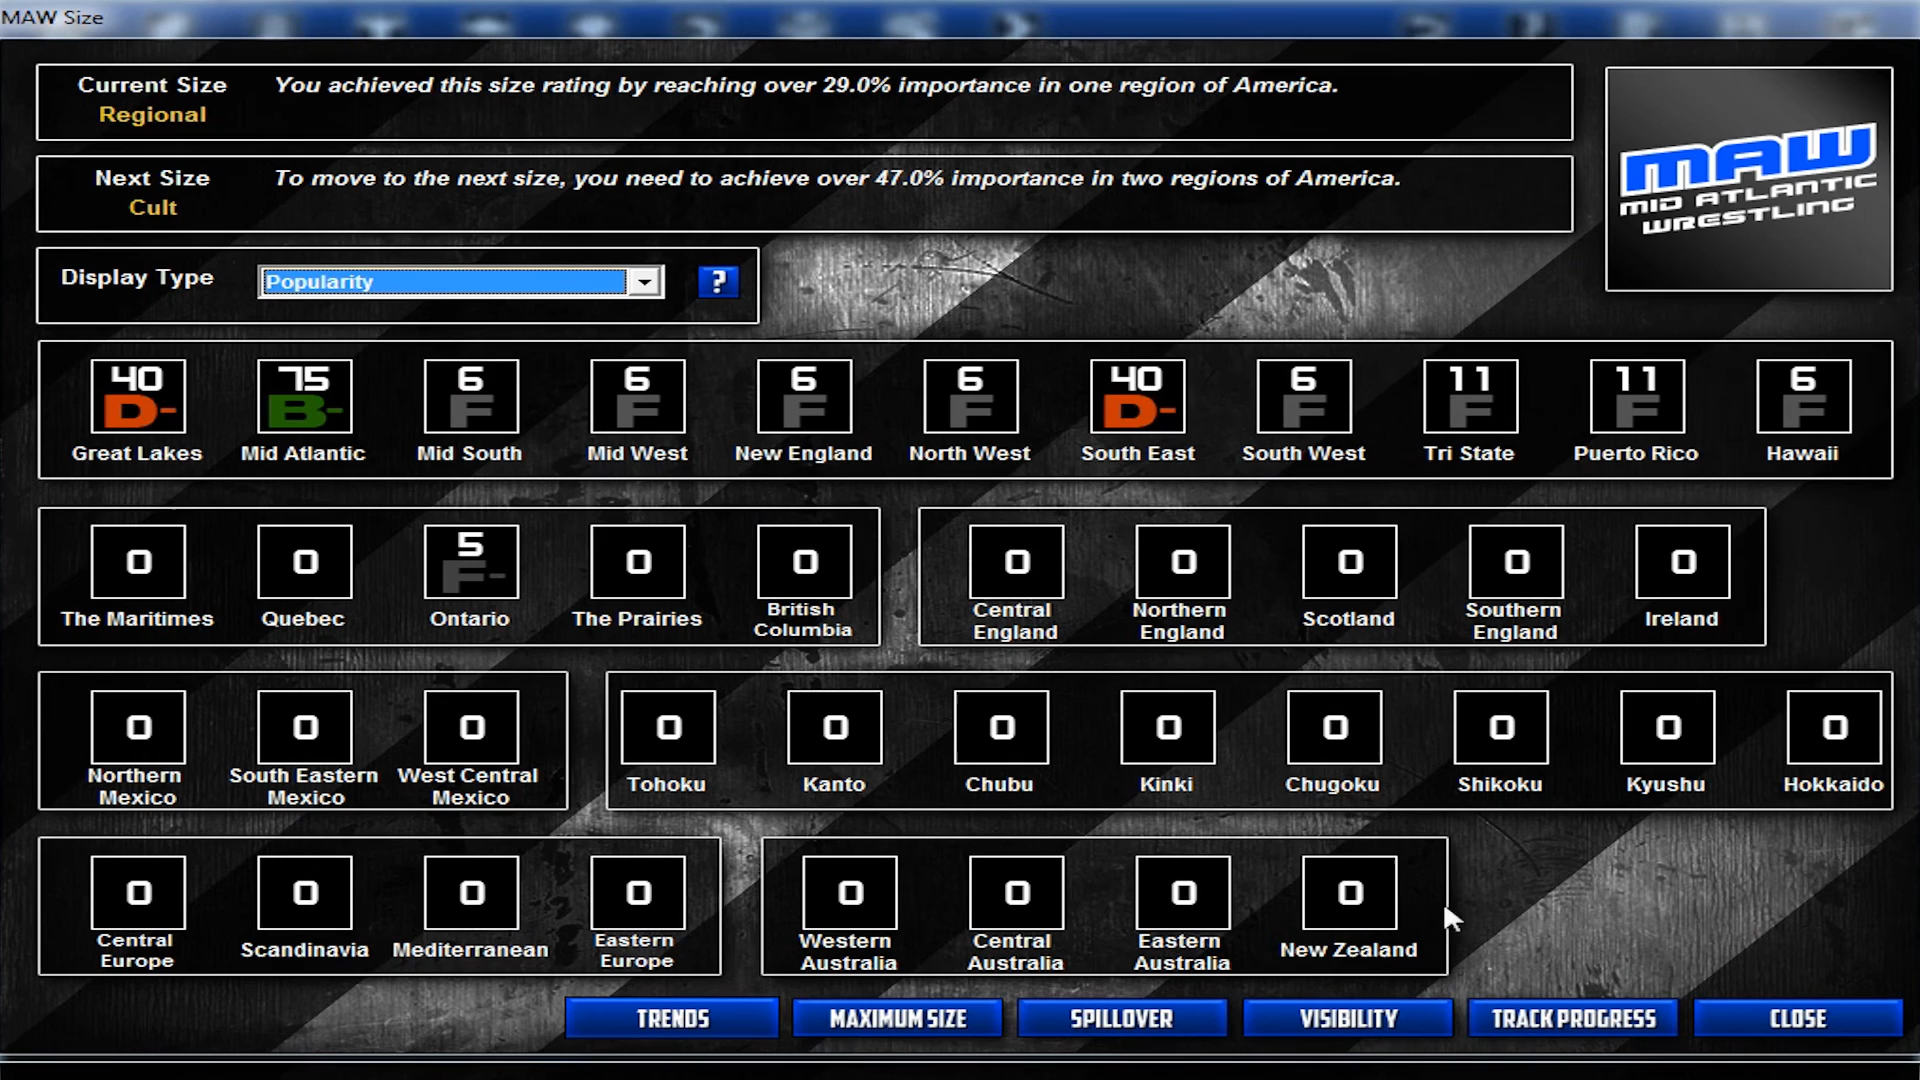 MAW Size
Current Size
Regional
You achieved this size rating by reaching over 29.0% importance in one region of America.
Next Size
Cult
To move to the next size, you need to achieve over 47.0% importance in two regions of America.
MAW
MID ATLANTIC
WRESTLING
Display Type
Popularity
?
40 75 6 6 6 6 40 6 11 11 6
D- B- F F F F D- F F F F
Great Lakes Mid Atlantic Mid South Mid West New England North West South East South West Tri State Puerto Rico Hawaii
0 0 5 0 0 0 0 0 0 0
F-
The Maritimes Quebec Ontario The Prairies British Columbia Central England Northern England Scotland Southern England Ireland
0 0 0 0 0 0 0 0 0 0 0
Northern Mexico South Eastern Mexico West Central Mexico Tohoku Kanto Chubu Kinki Chugoku Shikoku Kyushu Hokkaido
0 0 0 0 0 0 0 0
Central Europe Scandinavia Mediterranean Eastern Europe Western Australia Central Australia Eastern Australia New Zealand
TRENDS MAXIMUM SIZE SPILLOVER VISIBILITY TRACK PROGRESS CLOSE